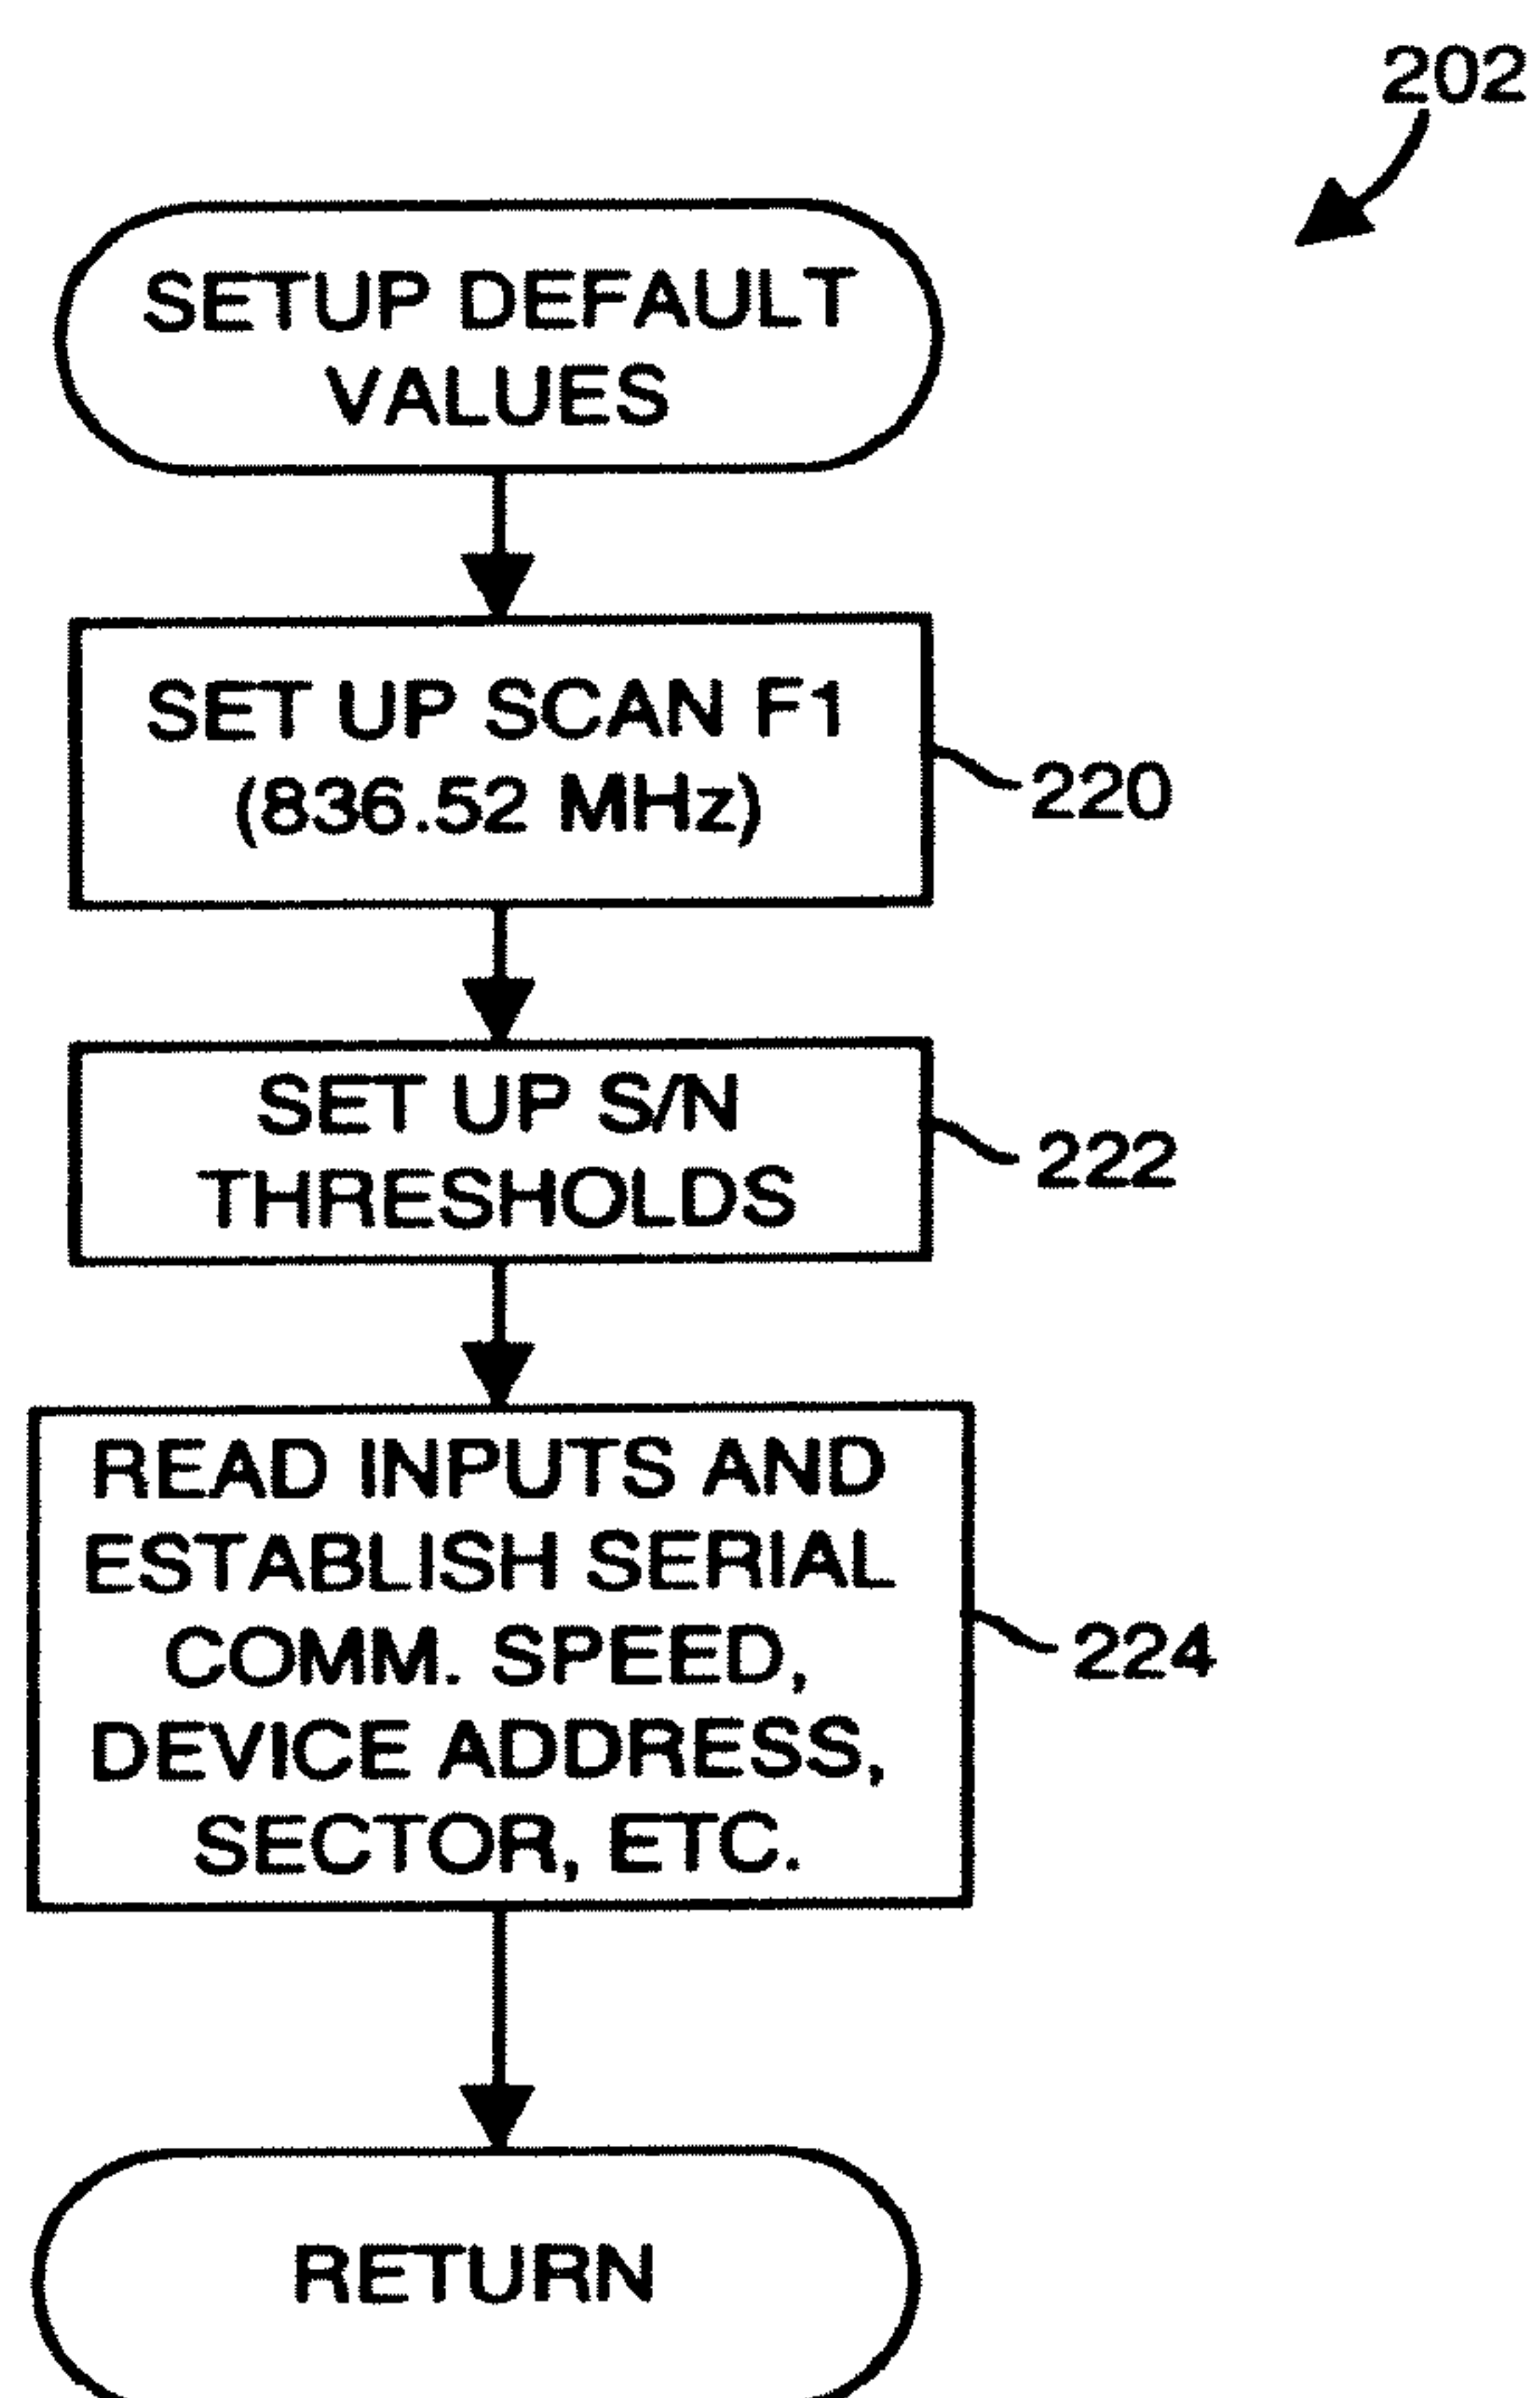 202
SETUP DEFAULT
VALUES
SET UP SCAN F1
(836.52 MHz)
220
SET UP S/N
THRESHOLDS
222
READ INPUTS AND
ESTABLISH SERIAL
COMM. SPEED,
DEVICE ADDRESS,
SECTOR, ETC.
224
RETURN